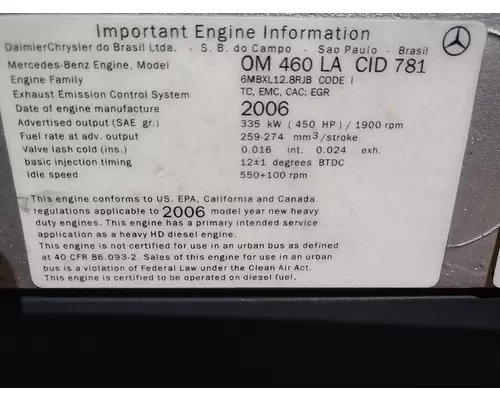 Important Engine Information
DaimlerChrysler do Brasil Ltda. - S. B. do Campo - Sao Paulo - Brasil
Mercedes-Benz Engine, Model OM 460 LA CID 781
Engine Family 6MBXL12.8RJB CODE I
Exhaust Emission Control System TC, EMC, CAC; EGR
Date of engine manufacture 2006
Advertised output (SAE gr.) 335 kW (450 HP) / 1900 rpm
Fuel rate at adv. output 259-274 mm³/stroke
Valve lash cold (ins.) 0.016 int. 0.024 exh.
basic injection timing 12±1 degrees BTDC
Idle speed 550+100 rpm
This engine conforms to US. EPA, California and Canada
regulations applicable to 2006 model year new heavy
duty engines. This engine has a primary intended service
application as a heavy HD diesel engine.
This engine is not certified for use in an urban bus as defined
at 40 CFR 86.093-2. Sales of this engine for use in an urban
bus is a violation of Federal Law under the Clean Air Act.
This engine is certified to be operated on diesel fuel.